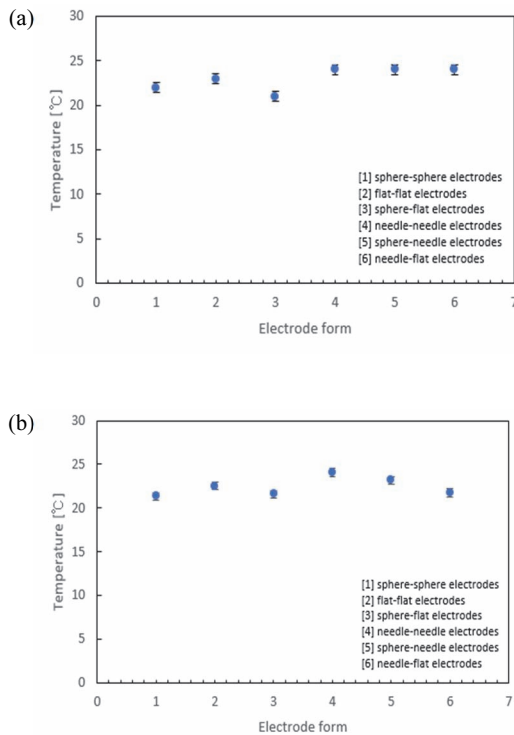 (a)
30
25
20
15
10
5
0
Temperature [℃]
[1] sphere-sphere electrodes
[2] flat-flat electrodes
[3] sphere-flat electrodes
[4] needle-needle electrodes
[5] sphere-needle electrodes
[6] needle-flat electrodes
0 1 2 3 4 5 6 7
Electrode form
(b)
30
25
20
15
10
5
0
Temperature [℃]
[1] sphere-sphere electrodes
[2] flat-flat electrodes
[3] sphere-flat electrodes
[4] needle-needle electrodes
[5] sphere-needle electrodes
[6] needle-flat electrodes
0 1 2 3 4 5 6 7
Electrode form